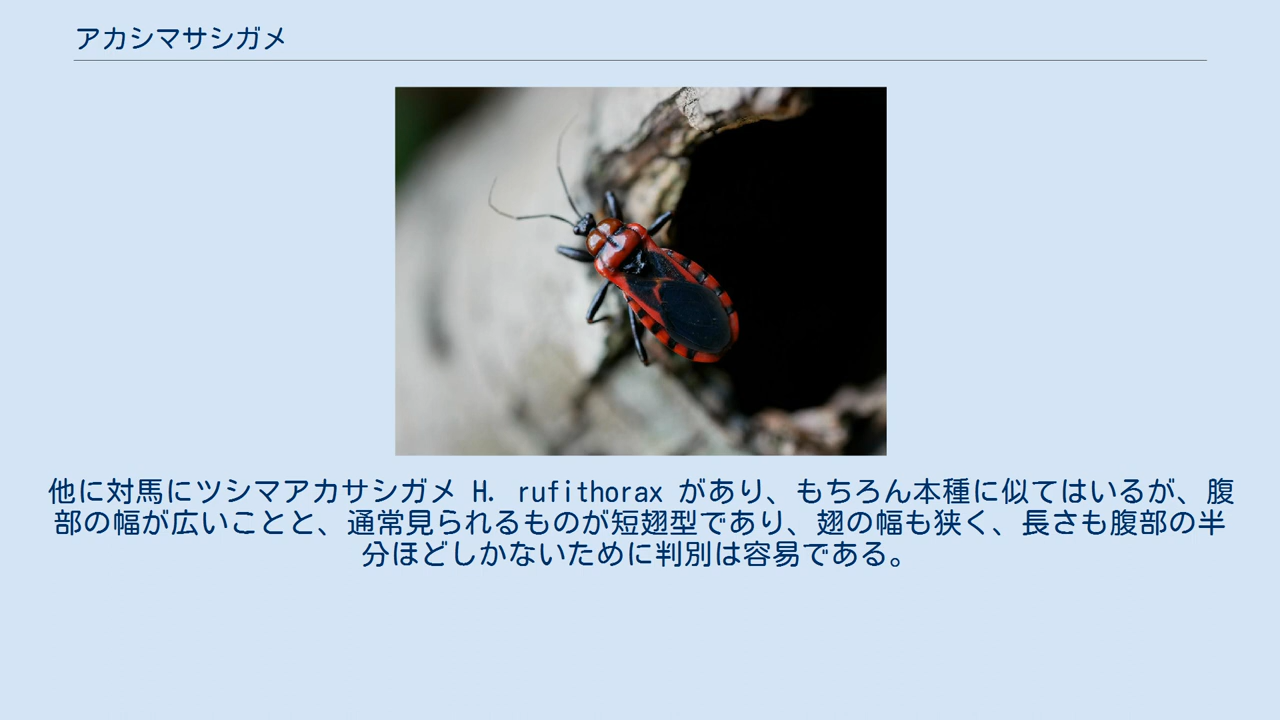 アカシマサシガメ
他に対馬にツシマアカサシガメ H. rufithorax があり、もちろん本種に似てはいるが、腹
部の幅が広いことと、通常見られるものが短翅型であり、翅の幅も狭く、長さも腹部の半
分ほどしかないために判別は容易である。